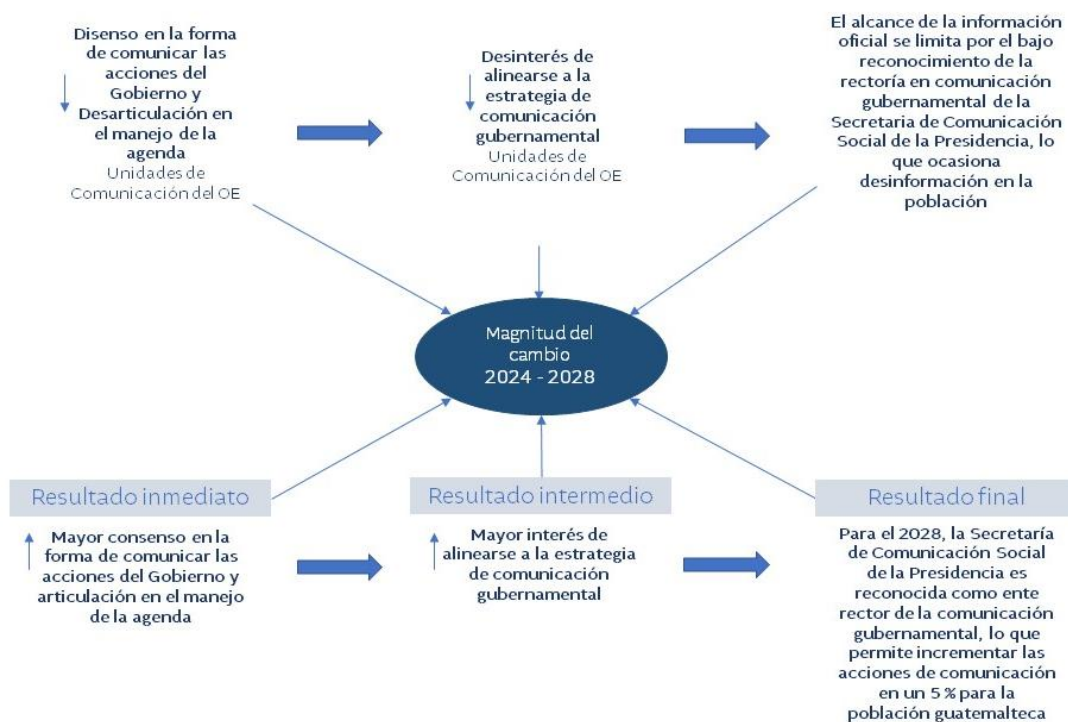 Disenso en la forma
de comunicar las
acciones del
Gobierno y
Desarticulación en
el manejo de la
agenda
Unidades de
Comunicación del OE
Desinterés de
alinearse a la
estrategia de
comunicación
gubernamental
Unidades de
Comunicación del OE
El alcance de la información
oficial se limita por el bajo
reconocimiento de la
rectoría en comunicación
gubernamental de la
Secretaria de Comunicación
Social de la Presidencia, lo
que ocasiona
desinformación en la
población
Magnitud del
cambio
2024 - 2028
Resultado inmediato
Mayor consenso en la
forma de comunicar las
acciones del Gobierno y
articulación en el manejo
de la agenda
Resultado intermedio
Mayor interés de
alinearse a la estrategia
de comunicación
gubernamental
Resultado final
Para el 2028, la Secretaría
de Comunicación Social
de la Presidencia es
reconocida como ente
rector de la comunicación
gubernamental, lo que
permite incrementar las
acciones de comunicación
en un 5 % para la
población guatemalteca